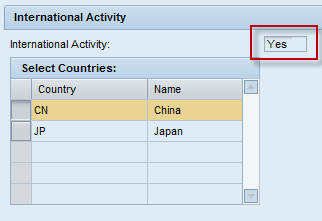 International Activity
International Activity: Yes
Select Countries:
Country Name
CN China
JP Japan